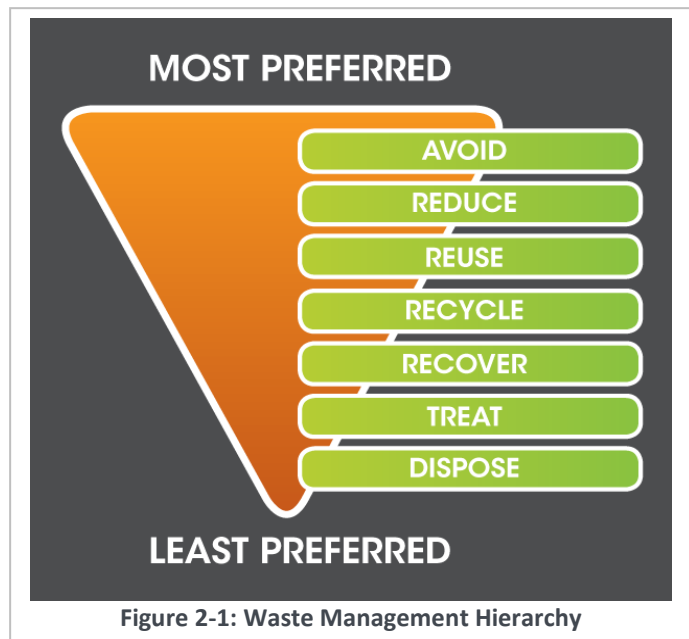 MOST PREFERRED
AVOID
REDUCE
REUSE
RECYCLE
RECOVER
TREAT
DISPOSE
LEAST PREFERRED
Figure 2-1: Waste Management Hierarchy